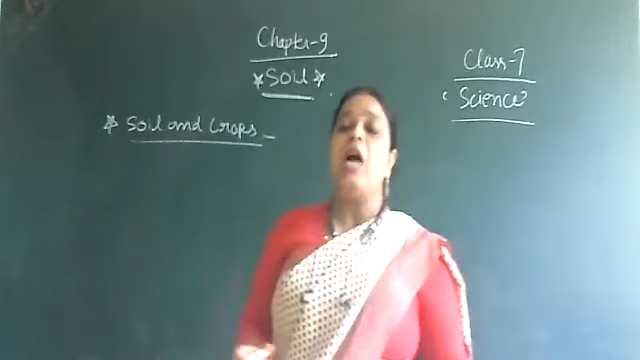 Chapter-9
* Soil *
Class-7
'Science'
* Soil and Crops -